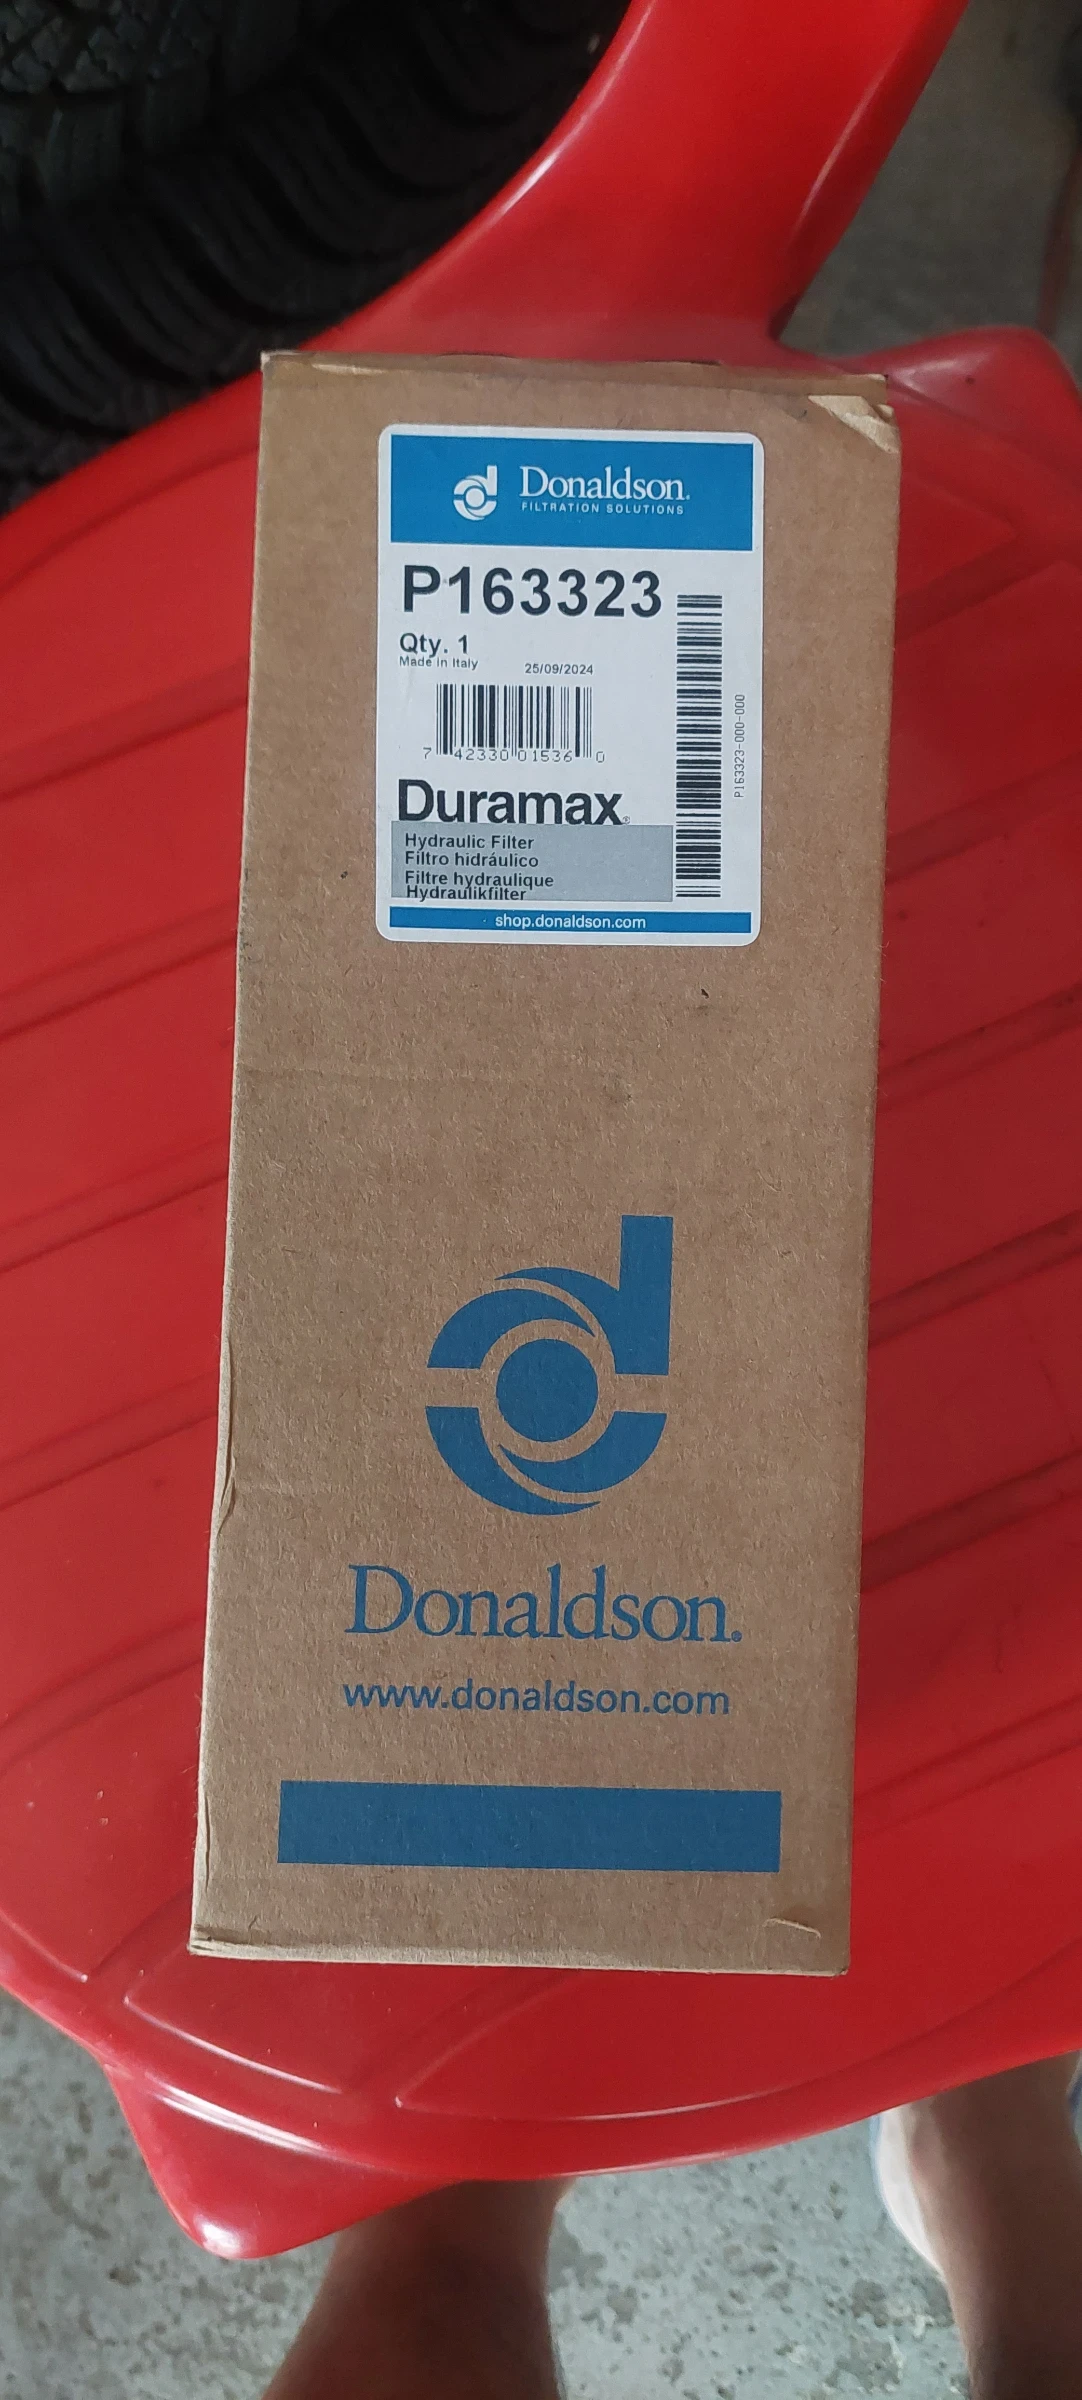 Donaldson.
FILTRATION SOLUTIONS
P163323
Qty. 1
Made in Italy
25/09/2024
7 42330 01536 0
P163323-000-000
Duramax®
Hydraulic Filter
Filtro hidráulico
Filtre hydraulique
Hydraulikfilter
shop.donaldson.com
Donaldson®
www.donaldson.com